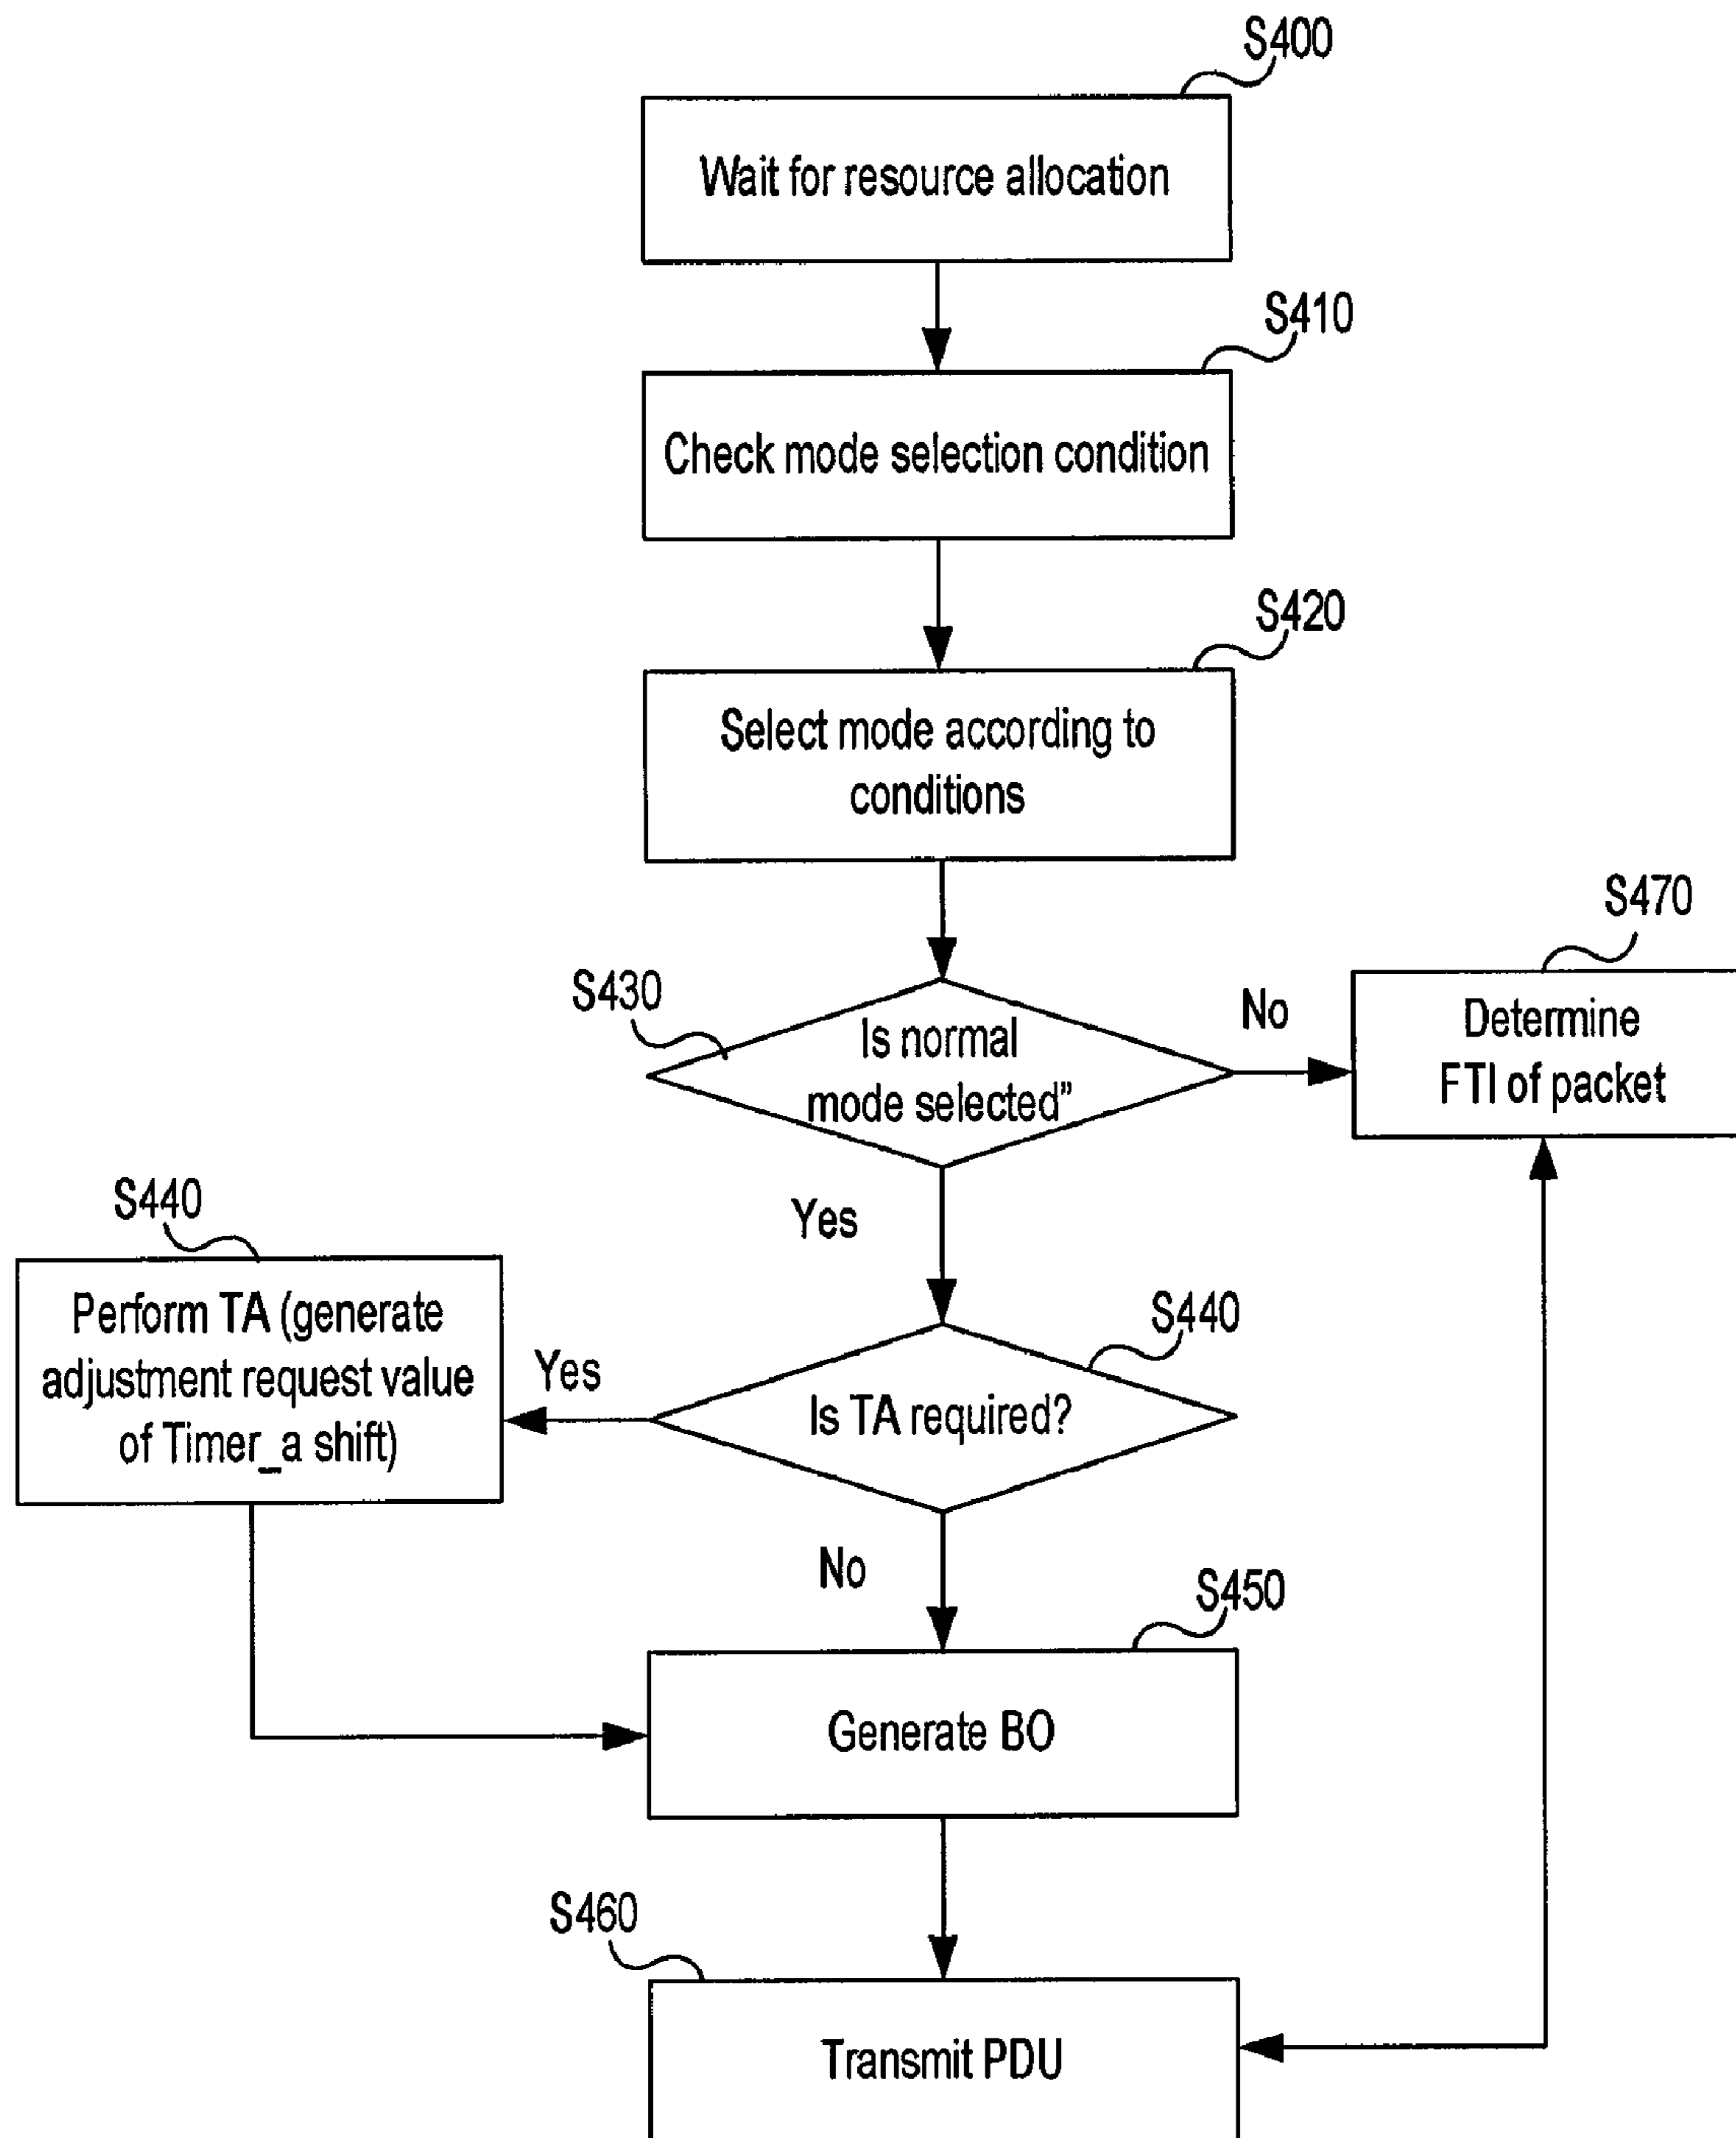 S400
Wait for resource allocation
S410
Check mode selection condition
S420
Select mode according to
conditions
S430
Is normal
mode selected”
No
S470
Determine
FTI of packet
Yes
S440
Perform TA (generate
adjustment request value
of Timer_a shift)
Yes
S440
Is TA required?
No
S450
Generate BO
S460
Transmit PDU